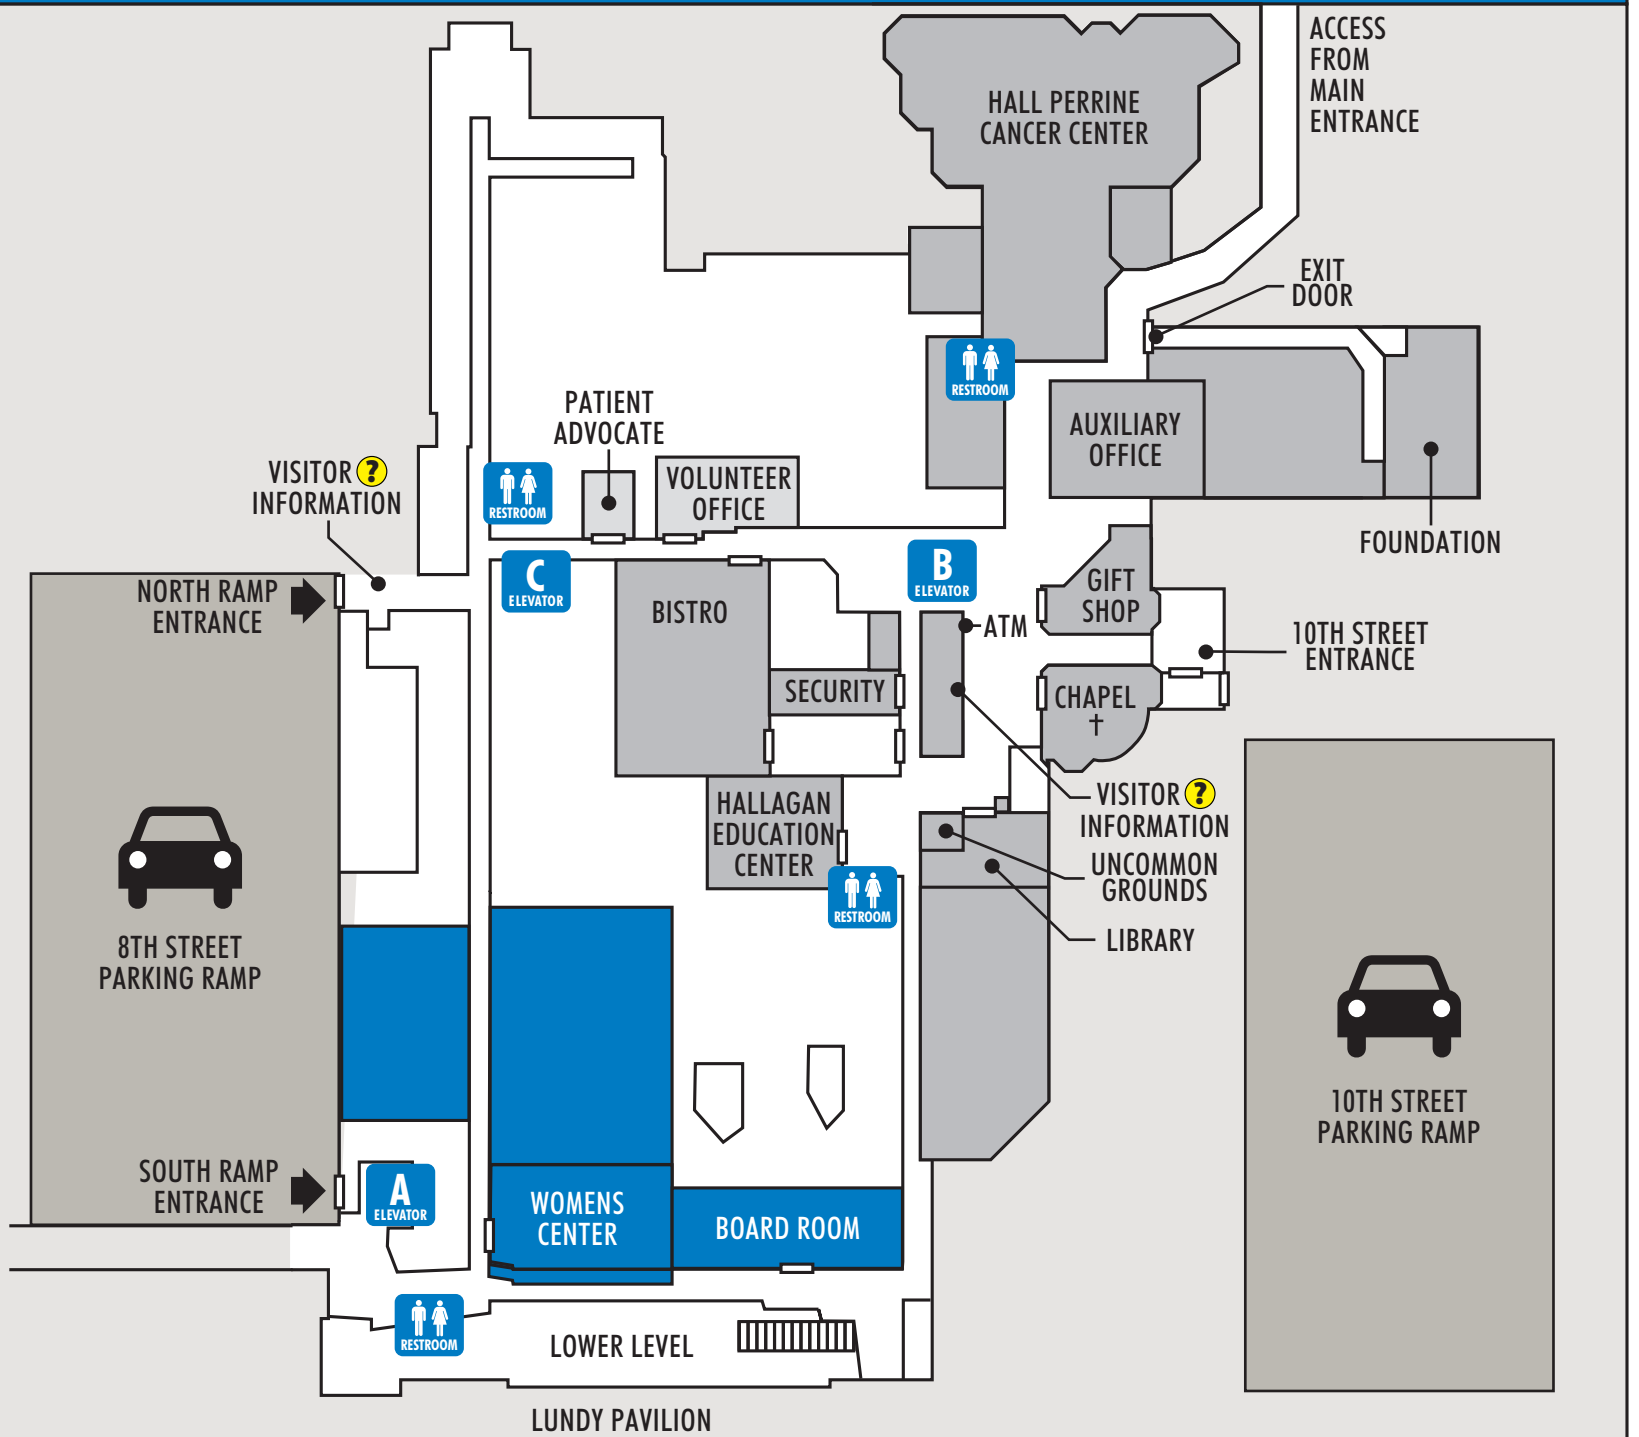 ACCESS
FROM
MAIN
ENTRANCE
HALL PERRINE
CANCER CENTER
EXIT
DOOR
RESTROOM
PATIENT
ADVOCATE
AUXILIARY
OFFICE
VISITOR ?
INFORMATION
RESTROOM
VOLUNTEER
OFFICE
FOUNDATION
NORTH RAMP
ENTRANCE
C
ELEVATOR
BISTRO
B
ELEVATOR
GIFT
SHOP
ATM
10TH STREET
ENTRANCE
SECURITY
CHAPEL
HALLAGAN
EDUCATION
CENTER
VISITOR ?
INFORMATION
UNCOMMON
GROUNDS
RESTROOM
LIBRARY
8TH STREET
PARKING RAMP
10TH STREET
PARKING RAMP
SOUTH RAMP
ENTRANCE
A
ELEVATOR
WOMENS
CENTER
BOARD ROOM
RESTROOM
LOWER LEVEL
LUNDY PAVILION